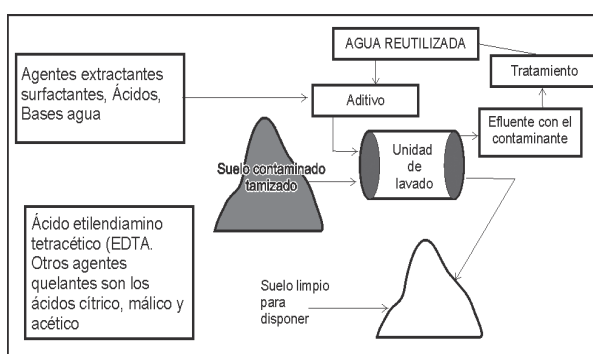 Agentes extractantes
surfactantes, Ácidos,
Bases agua
AGUA REUTILIZADA
Tratamiento
Aditivo
Efluente con el
contaminante
Suelo contaminado
tamizado
Unidad
de
lavado
Ácido etilendiamino
tetracético (EDTA.
Otros agentes
quelantes son los
ácidos cítrico, málico y
acético
Suelo limpio
para
disponer